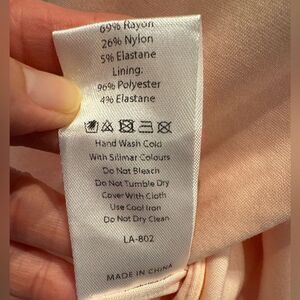 69% Rayon
26% Nylon
5% Elastane
Lining:
96% Polyester
4% Elastane
Hand Wash Cold
With Silimar Colours
Do Not Bleach
Do Not Tumble Dry
Cover With Cloth
Use Cool Iron
Do Not Dry Clean
LA-802
MADE IN CHINA